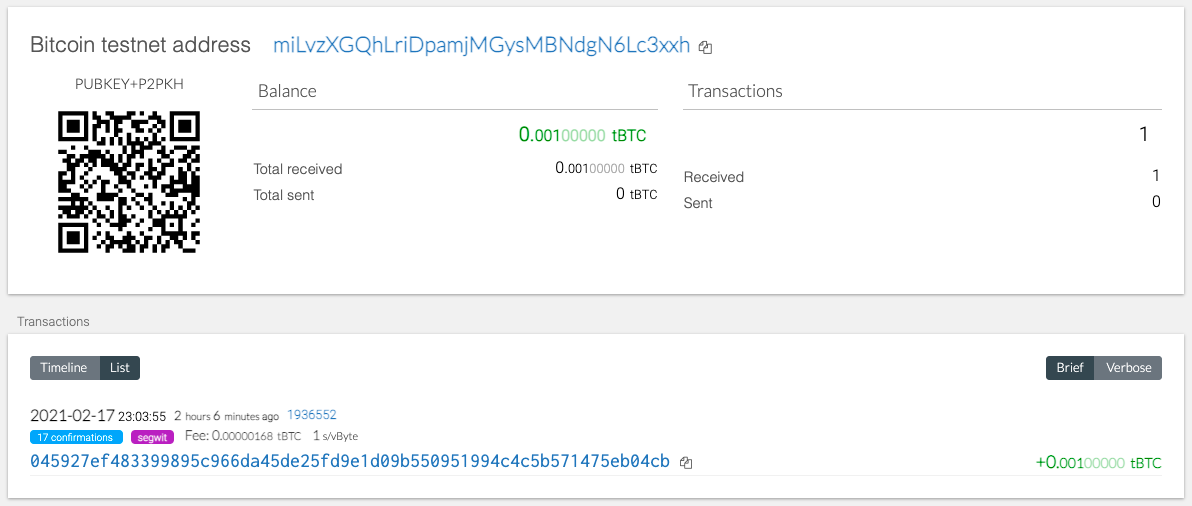 Bitcoin testnet address miLvzXGQhLriDpamjMGysMBNdgN6Lc3xxh
PUBKEY+P2PKH
Balance
0.00100000 tBTC
Total received 0.00100000 tBTC
Total sent 0 tBTC
Transactions
1
Received 1
Sent 0
Transactions
Timeline List Brief Verbose
2021-02-17 23:03:55 2 hours 6 minutes ago 1936552
17 confirmations segwit Fee: 0.00000168 tBTC 1 s/vByte
045927ef483399895c966da45de25fd9e1d09b550951994c4c5b571475eb04cb +0.00100000 tBTC